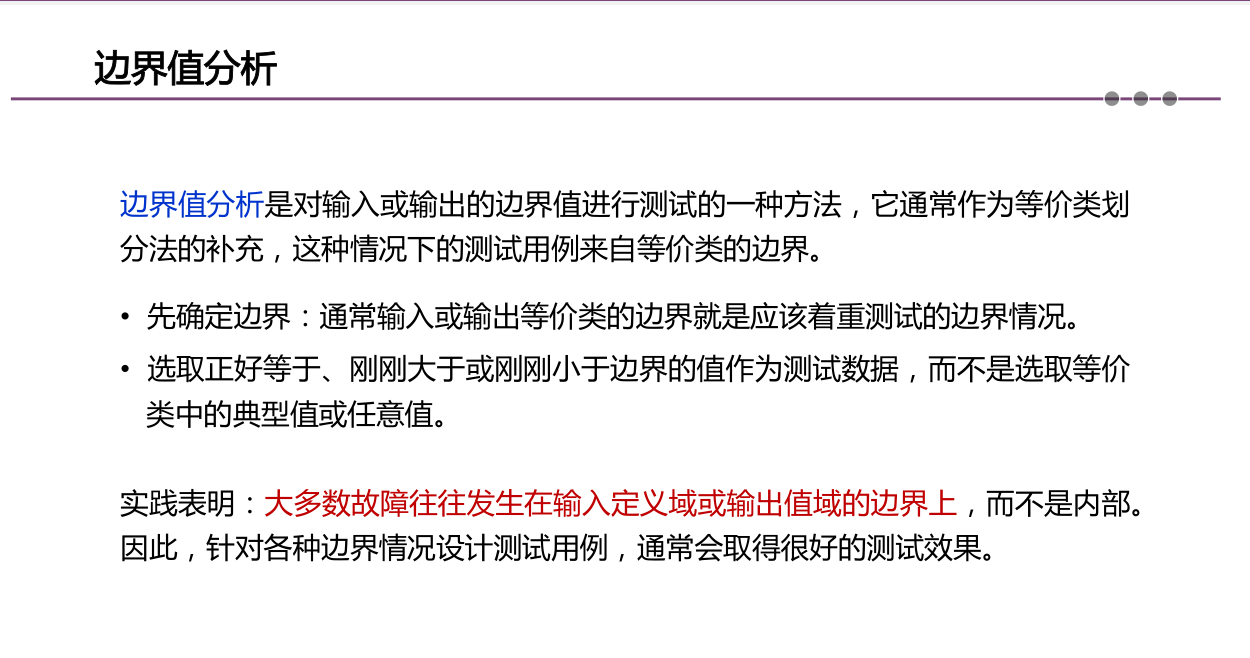 边界值分析
边界值分析是对输入或输出的边界值进行测试的一种方法，它通常作为等价类划
分法的补充，这种情况下的测试用例来自等价类的边界。
• 先确定边界：通常输入或输出等价类的边界就是应该着重测试的边界情况。
• 选取正好等于、刚刚大于或刚刚小于边界的值作为测试数据，而不是选取等价
类中的典型值或任意值。
实践表明：大多数故障往往发生在输入定义域或输出值域的边界上，而不是内部。
因此，针对各种边界情况设计测试用例，通常会取得很好的测试效果。